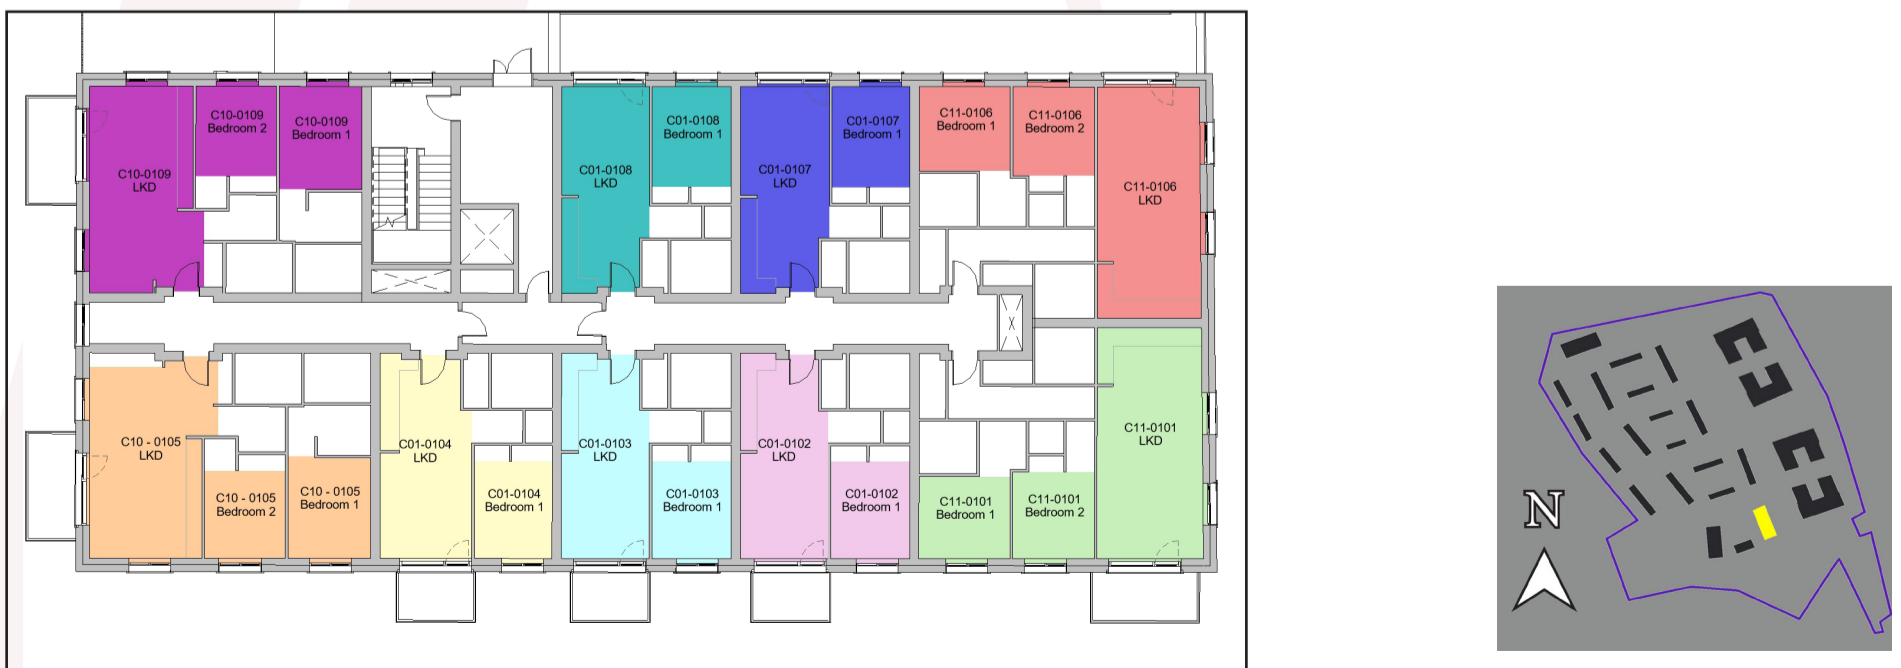 C10-0109
LKD
C10-0109
Bedroom 2
C10-0109
Bedroom 1
C01-0108
LKD
C01-0108
Bedroom 1
C01-0107
LKD
C01-0107
Bedroom 1
C11-0106
Bedroom 1
C11-0106
Bedroom 2
C11-0106
LKD
C10 - 0105
LKD
C10 - 0105
Bedroom 2
C10 - 0105
Bedroom 1
C01-0104
LKD
C01-0104
Bedroom 1
C01-0103
LKD
C01-0103
Bedroom 1
C01-0102
LKD
C01-0102
Bedroom 1
C11-0101
Bedroom 1
C11-0101
Bedroom 2
C11-0101
LKD
N